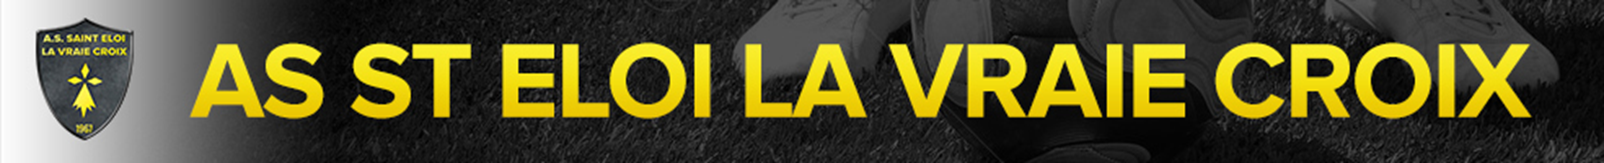 A.S. SAINT ELOI
LA VRAIE CROIX
1967
AS ST ELOI LA VRAIE CROIX